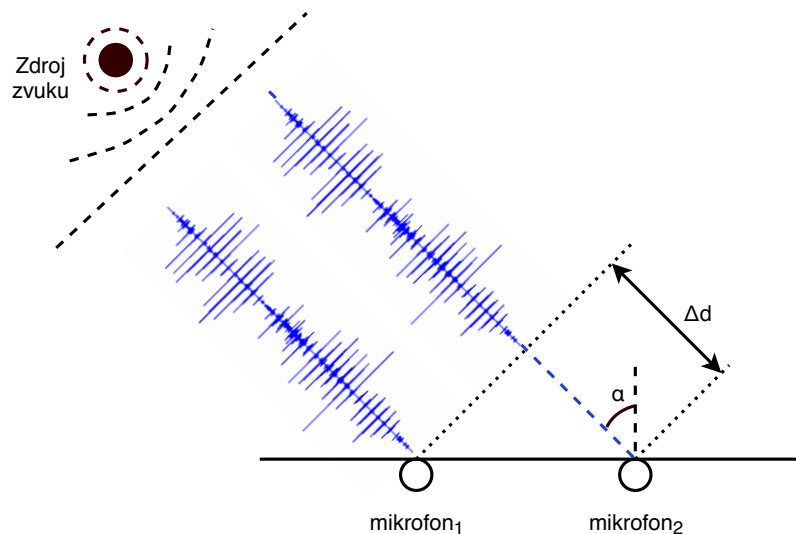 Zdroj
zvuku
Δd
α
mikrofon₁
mikrofon₂